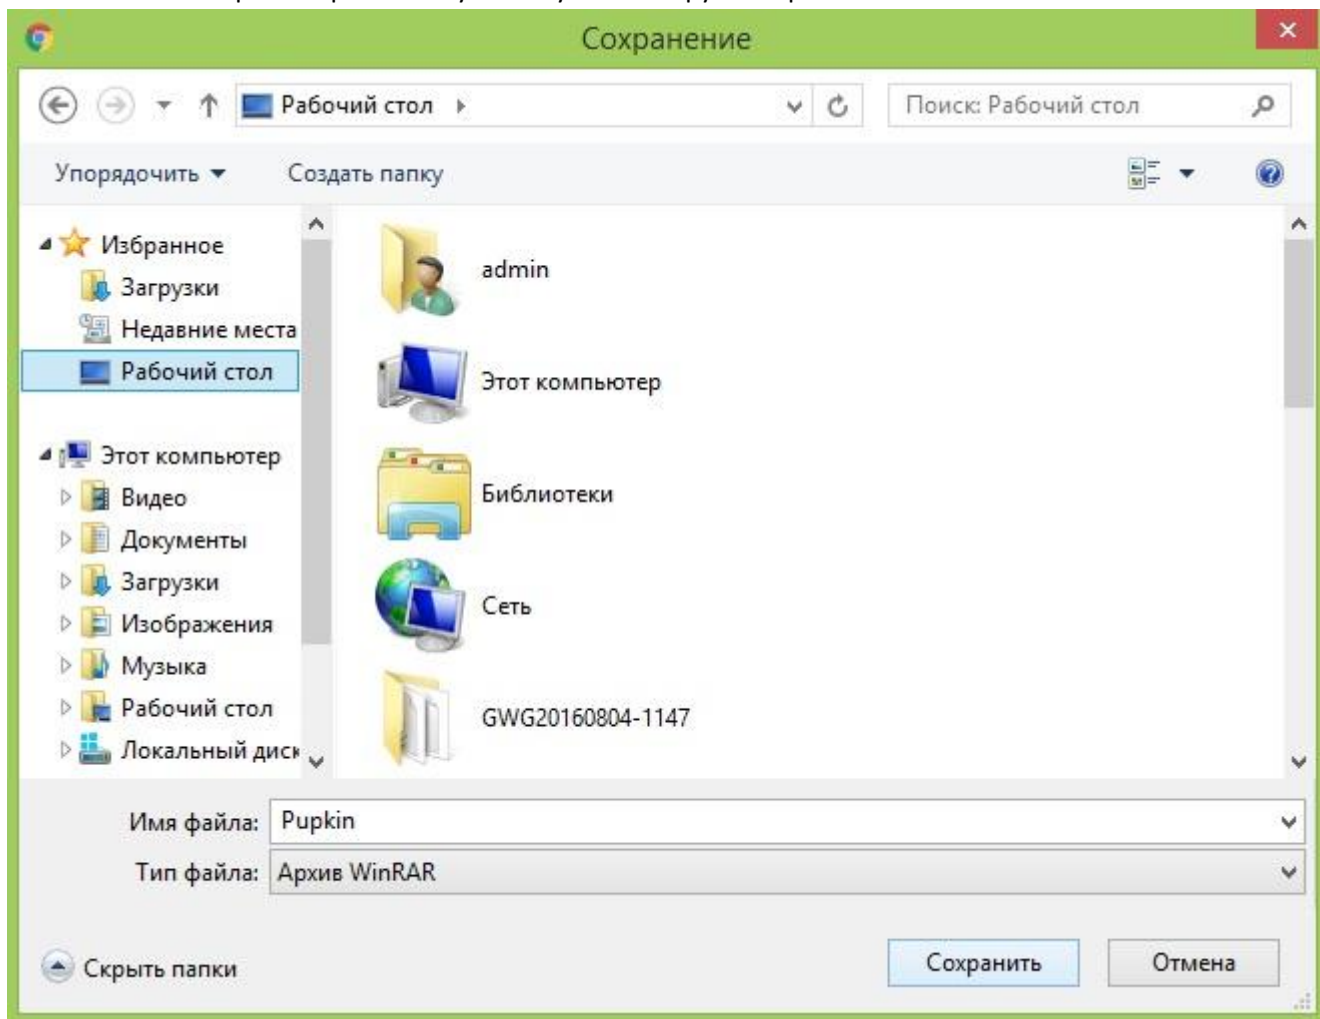 Сохранение
Рабочий стол
Поиск: Рабочий стол
Упорядочить
Создать папку
Избранное
Загрузки
Недавние места
Рабочий стол
Этот компьютер
Видео
Документы
Загрузки
Изображения
Музыка
Рабочий стол
Локальный диск
admin
Этот компьютер
Библиотеки
Сеть
GWG20160804-1147
Имя файла: Pupkin
Тип файла: Архив WinRAR
Скрыть папки
Сохранить
Отмена